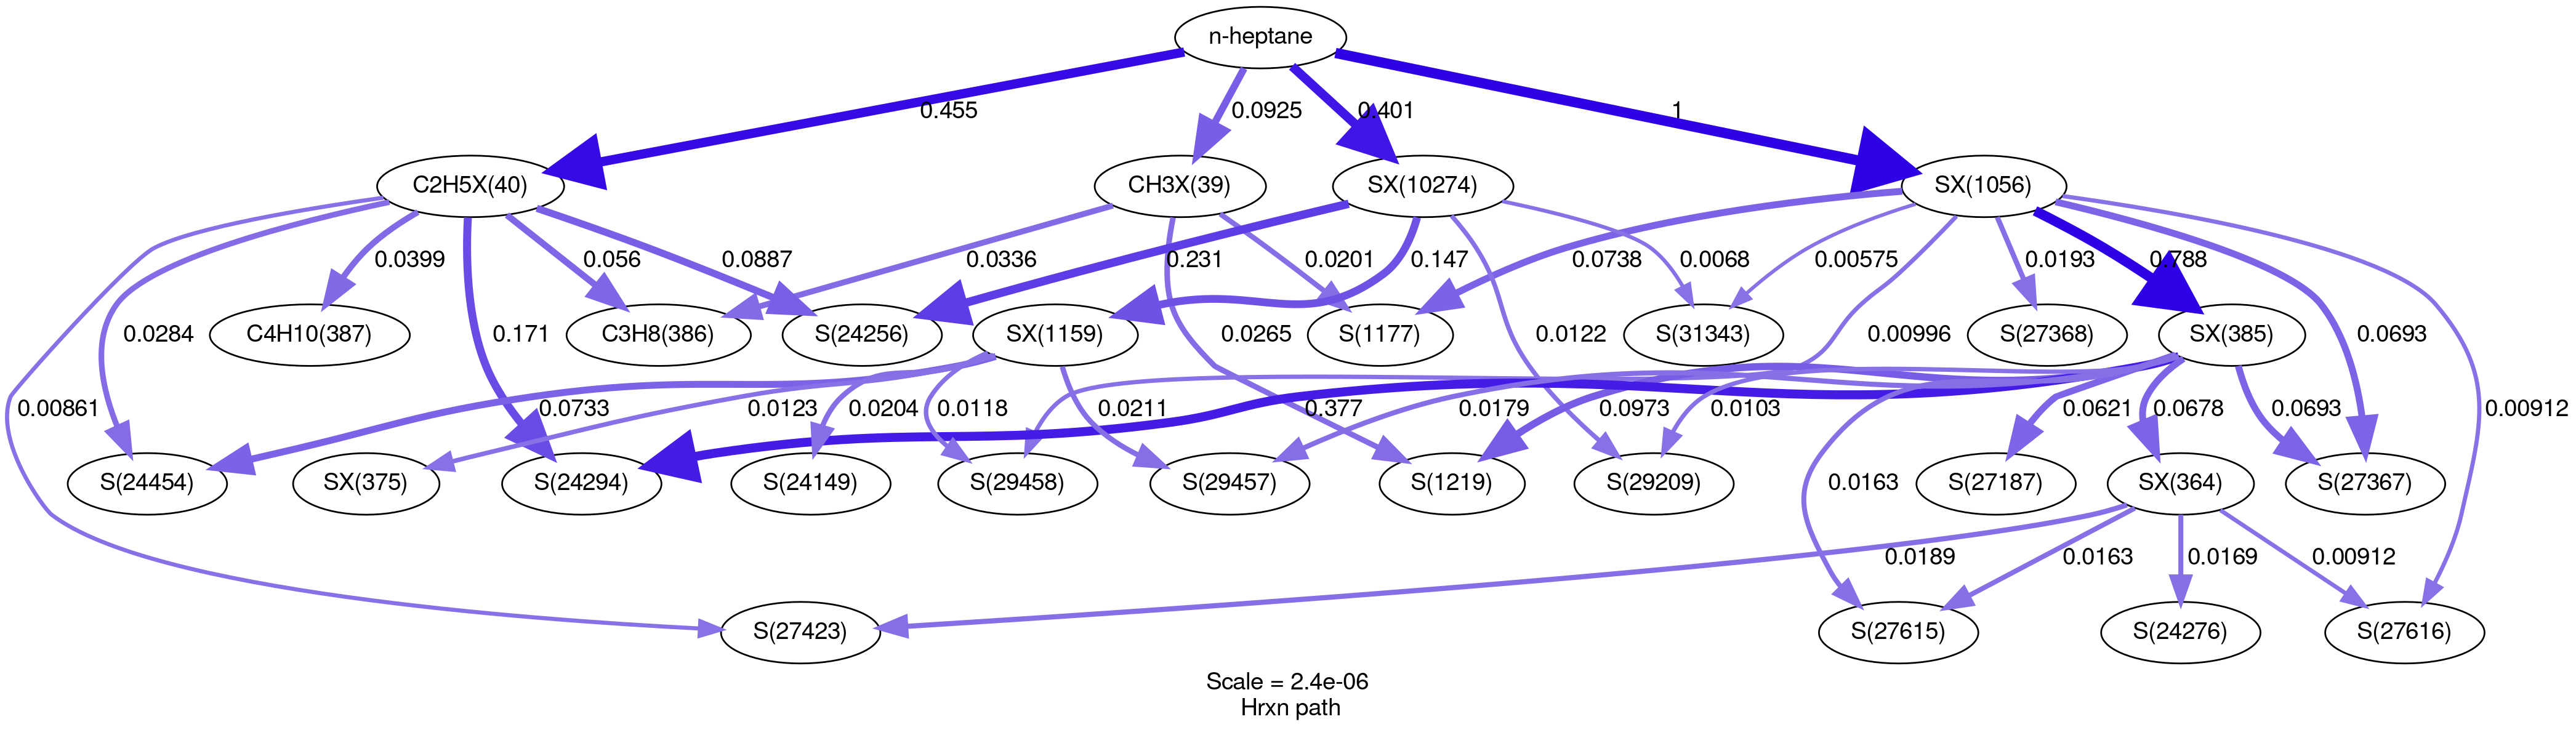 n-heptane
0.455
0.0925
0.401
1
C2H5X(40)
CH3X(39)
SX(10274)
SX(1056)
0.0399
0.056
0.0887
0.0336
0.231
0.0201
0.147
0.0738
0.0068
0.00575
0.0193
0.788
0.0284
C4H10(387)
0.171
C3H8(386)
S(24256)
SX(1159)
0.0265
S(1177)
0.0122
S(31343)
0.00996
S(27368)
SX(385)
0.0693
0.00861
0.0733
0.0123
0.0204
0.0118
0.0211
0.377
0.0179
0.0973
0.0103
0.0621
0.0678
0.0693
0.00912
S(24454)
SX(375)
S(24294)
S(24149)
S(29458)
S(29457)
S(1219)
S(29209)
0.0163
S(27187)
SX(364)
S(27367)
0.0189
0.0163
0.0169
0.00912
S(27423)
S(27615)
S(24276)
S(27616)
Scale = 2.4e-06
Hrxn path